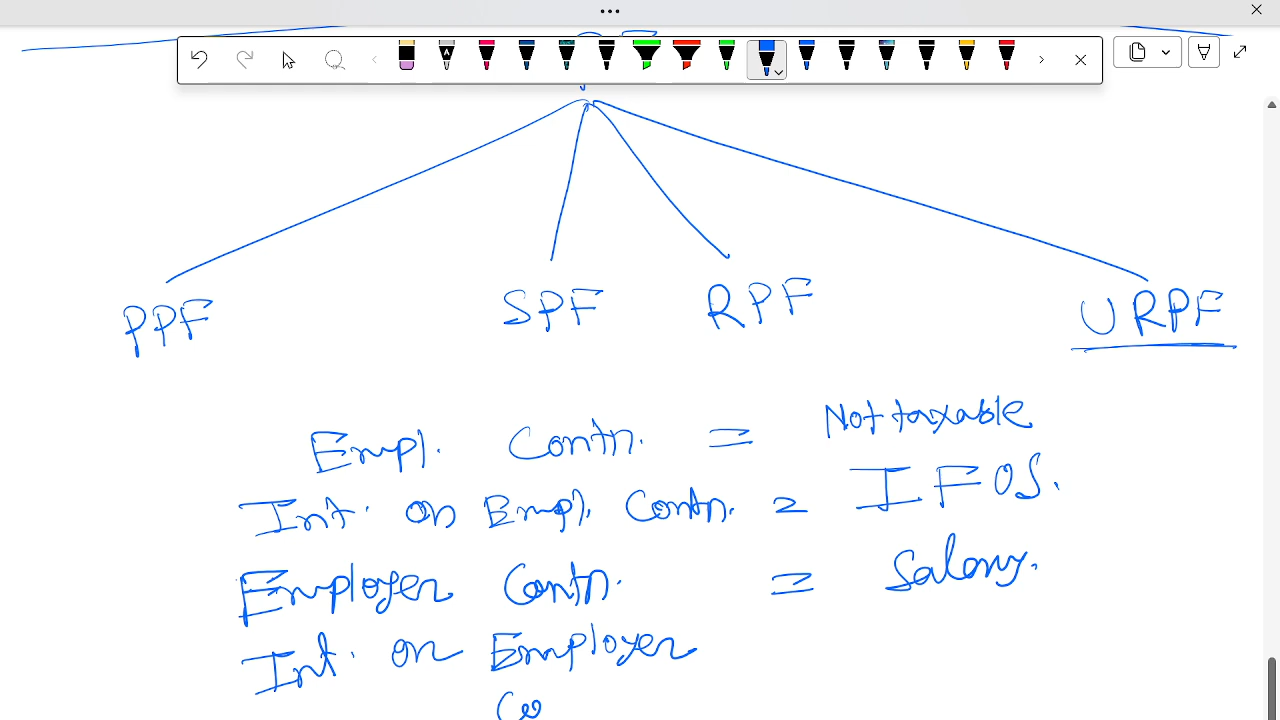 PPF SPF RPF URPF
Empl. Contn. = Not taxable
Int. on Empl. Contn. = IFOS.
Employer Contn. = Salary.
Int. on Employer
Co